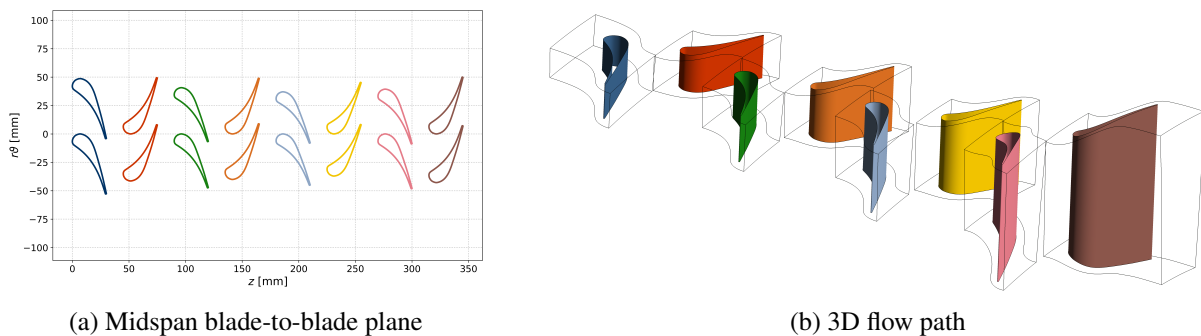 100
75
50
25
0
−25
−50
−75
−100
rϑ [mm]
0 50 100 150 200 250 300 350
z [mm]
(a) Midspan blade-to-blade plane
(b) 3D flow path